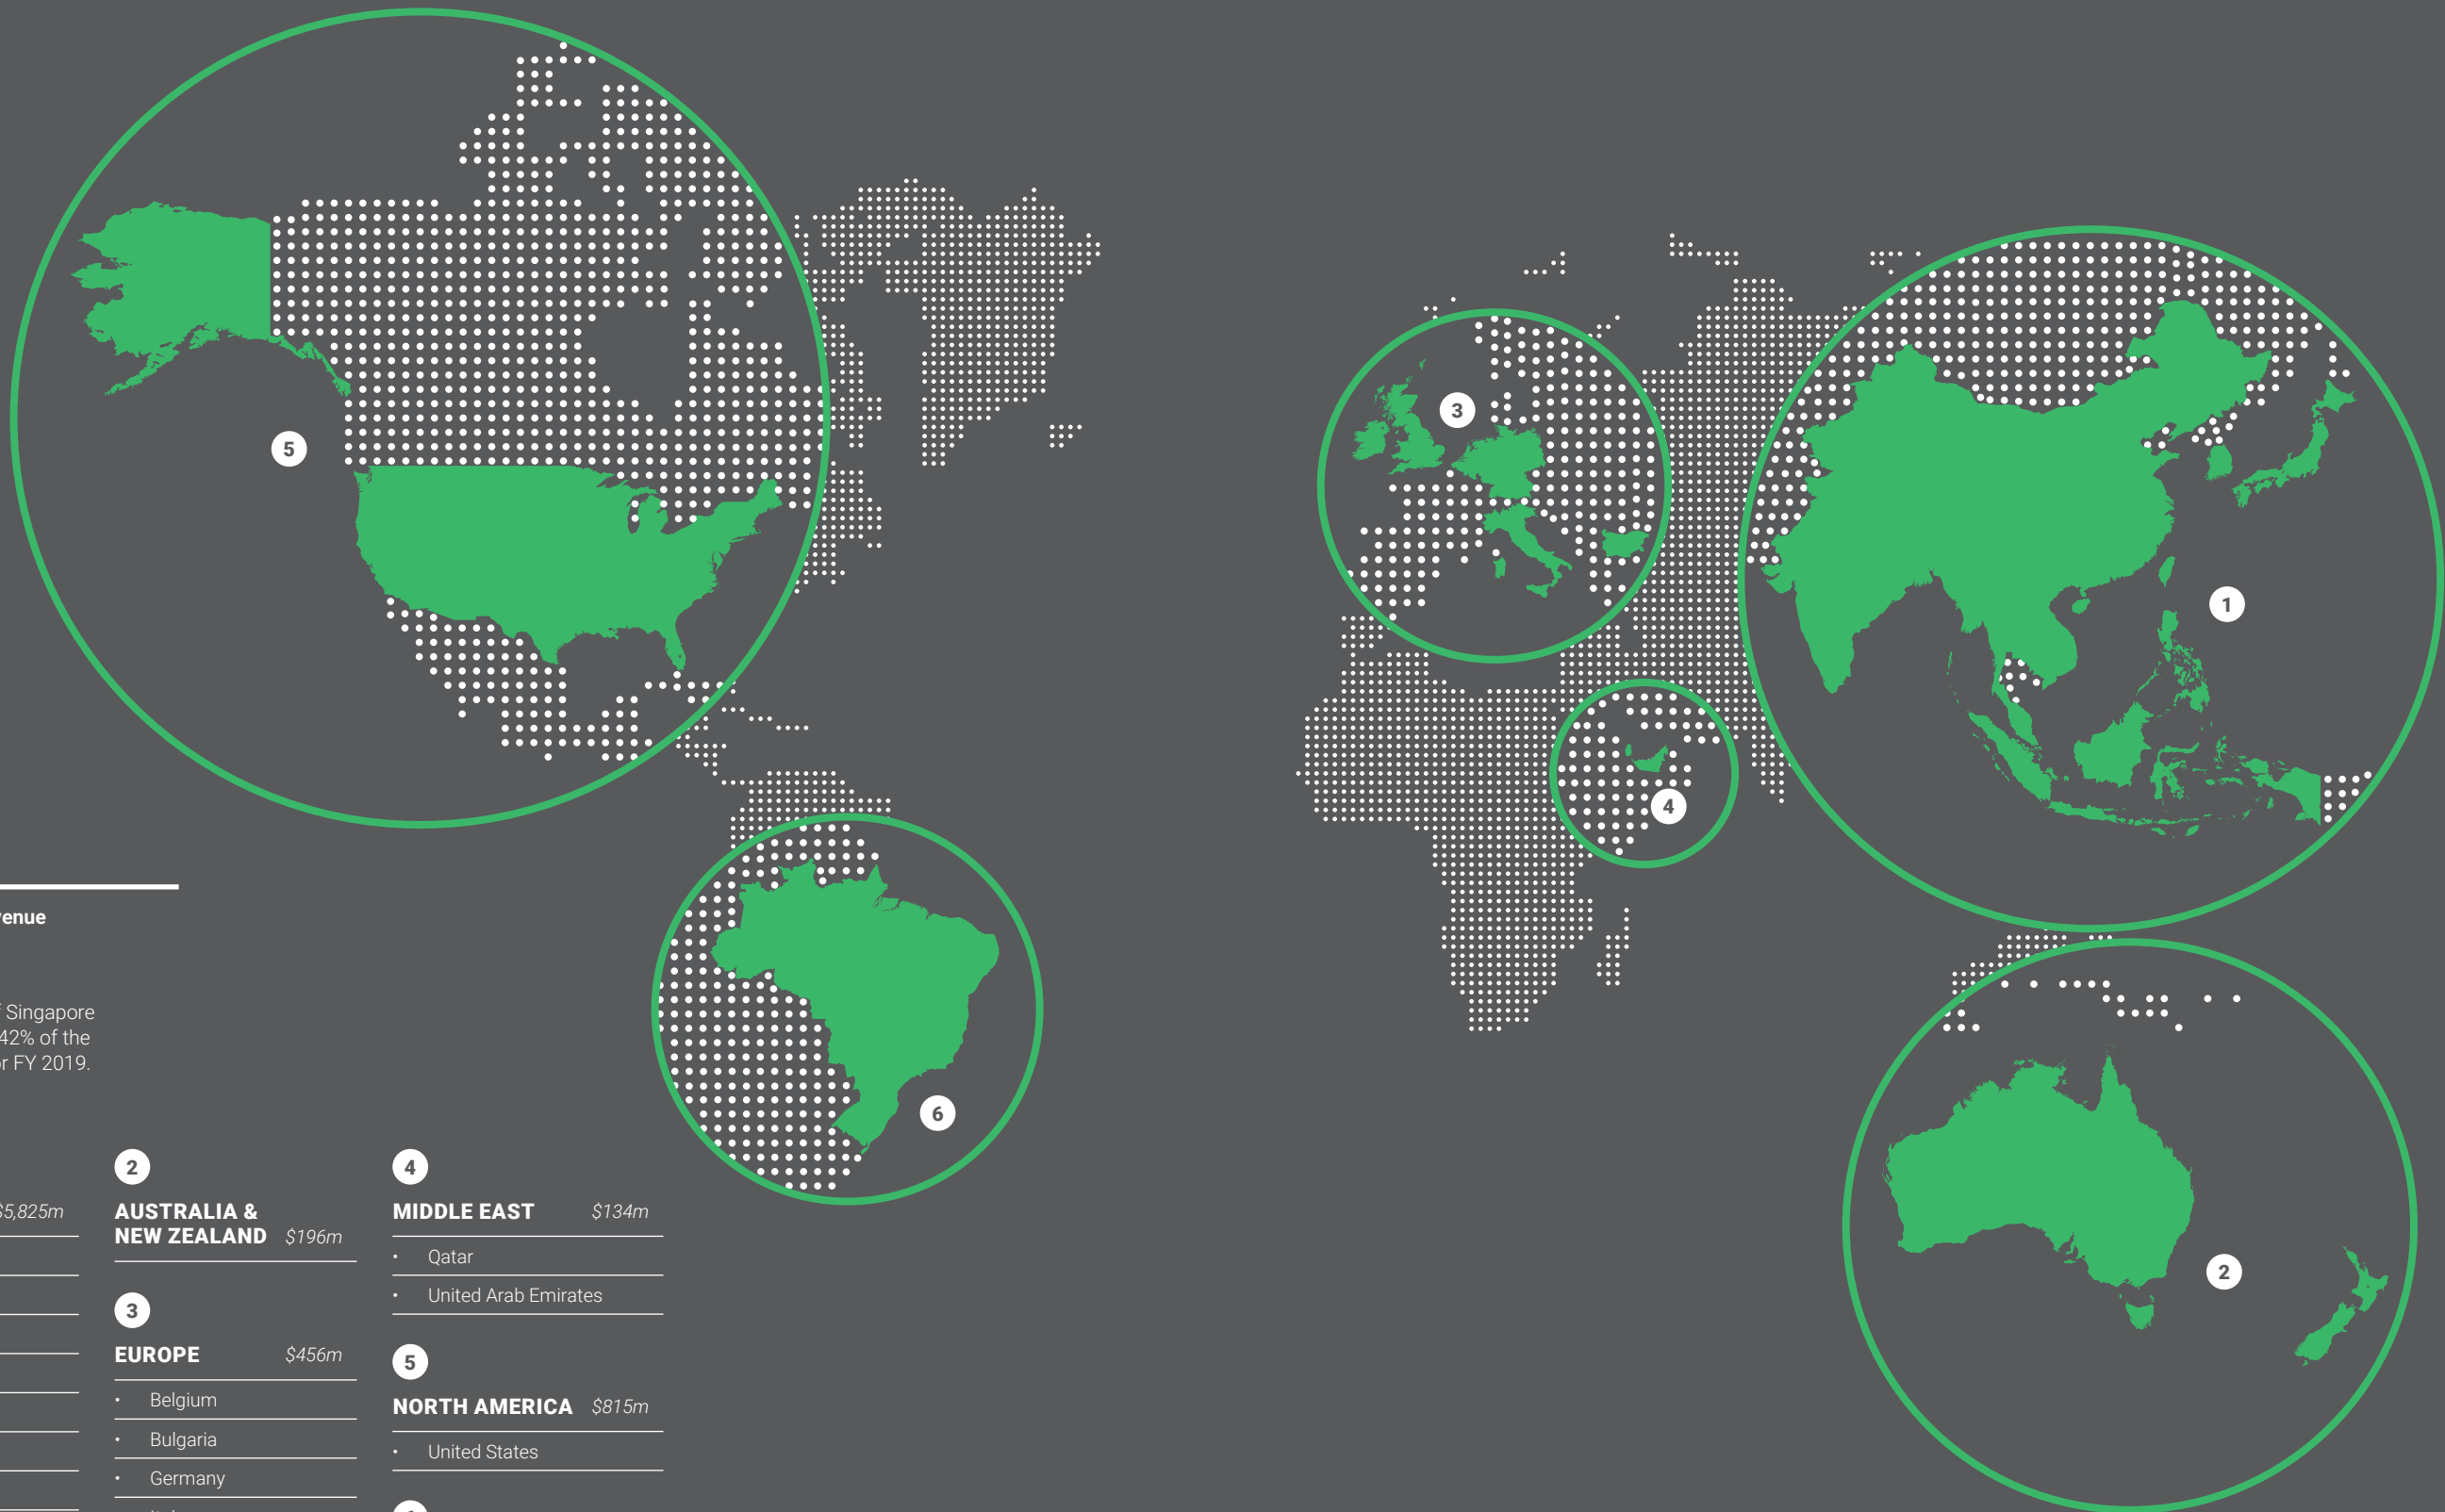 5
3
1
4
6
2
venue
Singapore
42% of the
or FY 2019.
$5,825m
2
AUSTRALIA &
NEW ZEALAND $196m
3
EUROPE $456m
• Belgium
• Bulgaria
• Germany
4
MIDDLE EAST $134m
• Qatar
• United Arab Emirates
5
NORTH AMERICA $815m
• United States